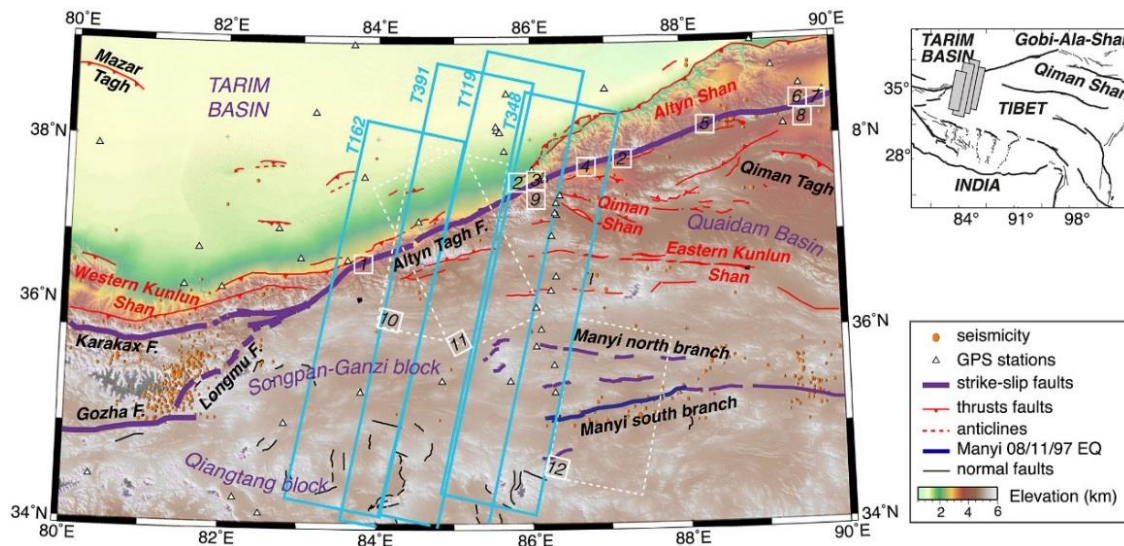 80°E
82°E
84°E
86°E
88°E
90°E
Mazar
Tagh
TARIM
BASIN
T162
T391
T119
T348
Altyn Shan
6
7
8
5
4
2
2
3
9
38°N
8°N
Qiman Tagh
Qiman
Shan
Quaidam Basin
Altyn Tagh F.
1
Eastern Kunlun
Shan
Western Kunlun
Shan
36°N
36°N
Karakax F.
Longmu F.
10
11
Manyi north branch
Songpan-Ganzi block
Gozha F.
Manyi south branch
Qiangtang block
12
34°N
34°N
80°E
82°E
84°E
86°E
88°E
90°E
TARIM
BASIN
Gobi-Ala-Shan
Qiman Shan
35°
TIBET
28°
INDIA
84°
91°
98°
seismicity
GPS stations
strike-slip faults
thrusts faults
anticlines
Manyi 08/11/97 EQ
normal faults
Elevation (km)
2
4
6